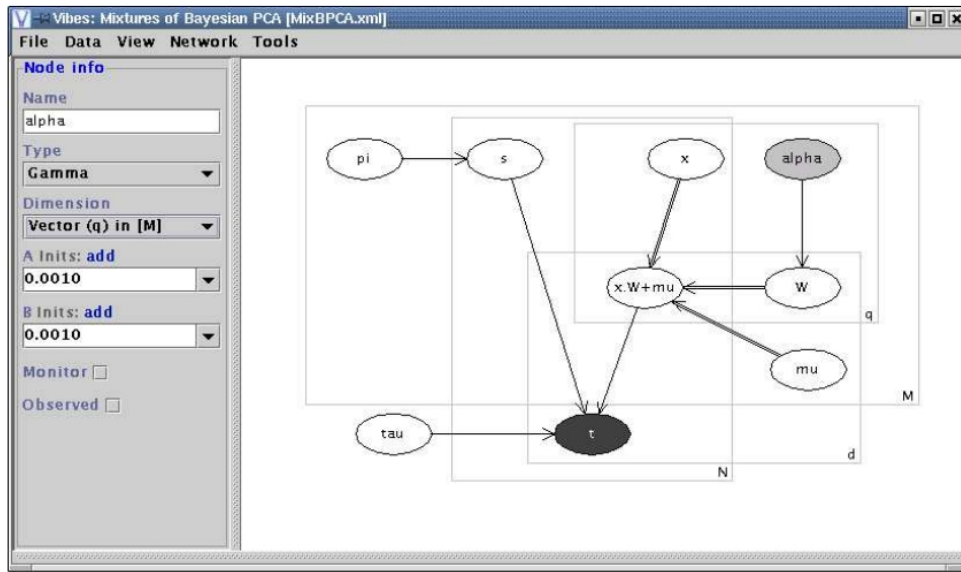 Vibes: Mixtures of Bayesian PCA [MixBPCA.xml]
File Data View Network Tools
Node info
Name
alpha
Type
Gamma
Dimension
Vector (q) in [M]
A Inits: add
0.0010
B Inits: add
0.0010
Monitor
Observed
pi
s
x
alpha
x.W+mu
W
q
mu
M
tau
t
d
N